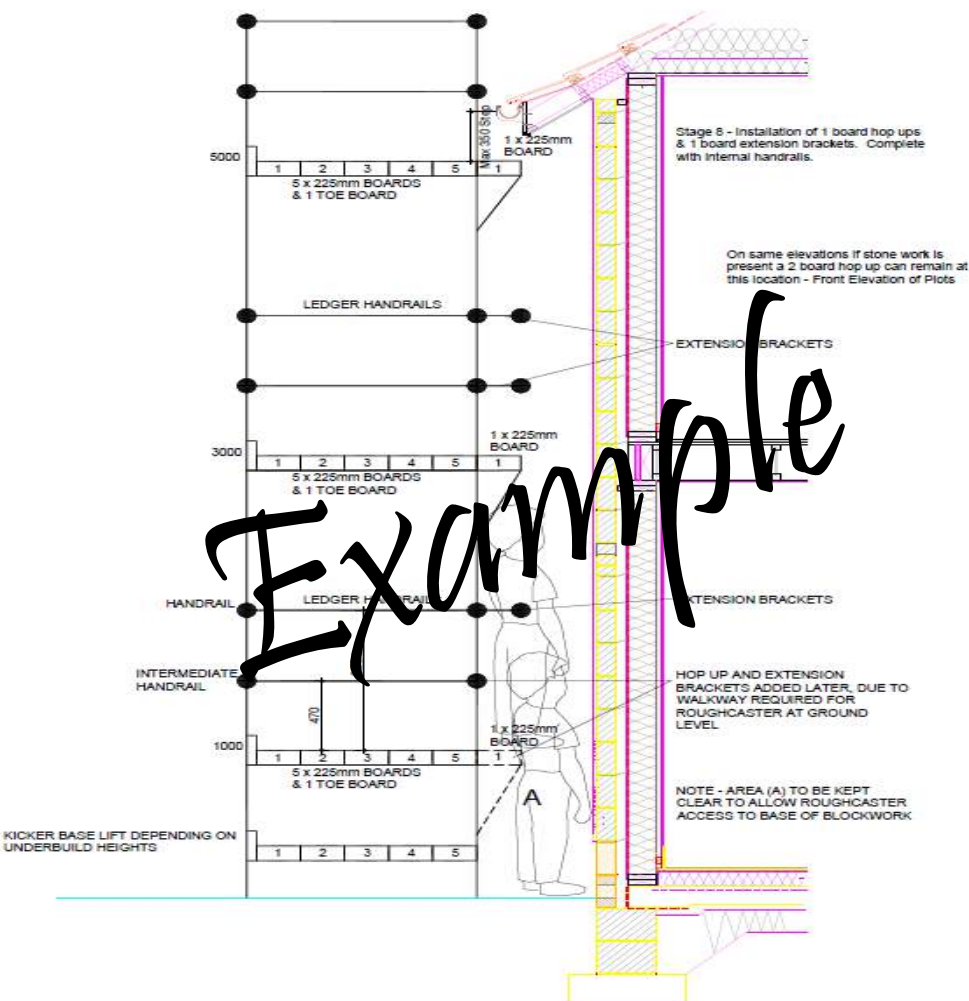 Max 350 Step
1 x 225mm
BOARD
Stage 8 - Installation of 1 board hop ups
& 1 board extension brackets. Complete
with internal handrails.
5000
1 2 3 4 5 1
5 x 225mm BOARDS
& 1 TOE BOARD
On same elevations if stone work is
present a 2 board hop up can remain at
this location - Front Elevation of Plots
LEDGER HANDRAILS
EXTENSION BRACKETS
1 x 225mm
BOARD
3000
1 2 3 4 5 1
5 x 225mm BOARDS
& 1 TOE BOARD
Example
HANDRAIL
LEDGER HANDRAILS
EXTENSION BRACKETS
INTERMEDIATE
HANDRAIL
470
HOP UP AND EXTENSION
BRACKETS ADDED LATER, DUE TO
WALKWAY REQUIRED FOR
ROUGHCASTER AT GROUND
LEVEL
1 x 225mm
BOARD
1000
1 2 3 4 5 1
5 x 225mm BOARDS
& 1 TOE BOARD
A
NOTE - AREA (A) TO BE KEPT
CLEAR TO ALLOW ROUGHCASTER
ACCESS TO BASE OF BLOCKWORK
KICKER BASE LIFT DEPENDING ON
UNDERBUILD HEIGHTS
1 2 3 4 5